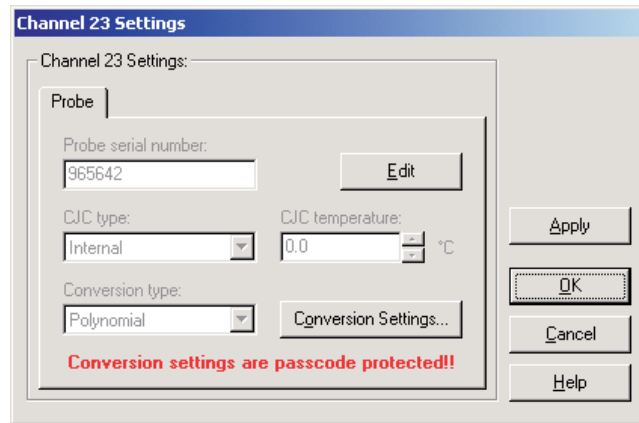 Channel 23 Settings
Channel 23 Settings:
Probe
Probe serial number:
965642
Edit
CJC type:
CJC temperature:
Internal
0.0
°C
Apply
Conversion type:
OK
Polynomial
Conversion Settings...
Cancel
Conversion settings are passcode protected!!
Help